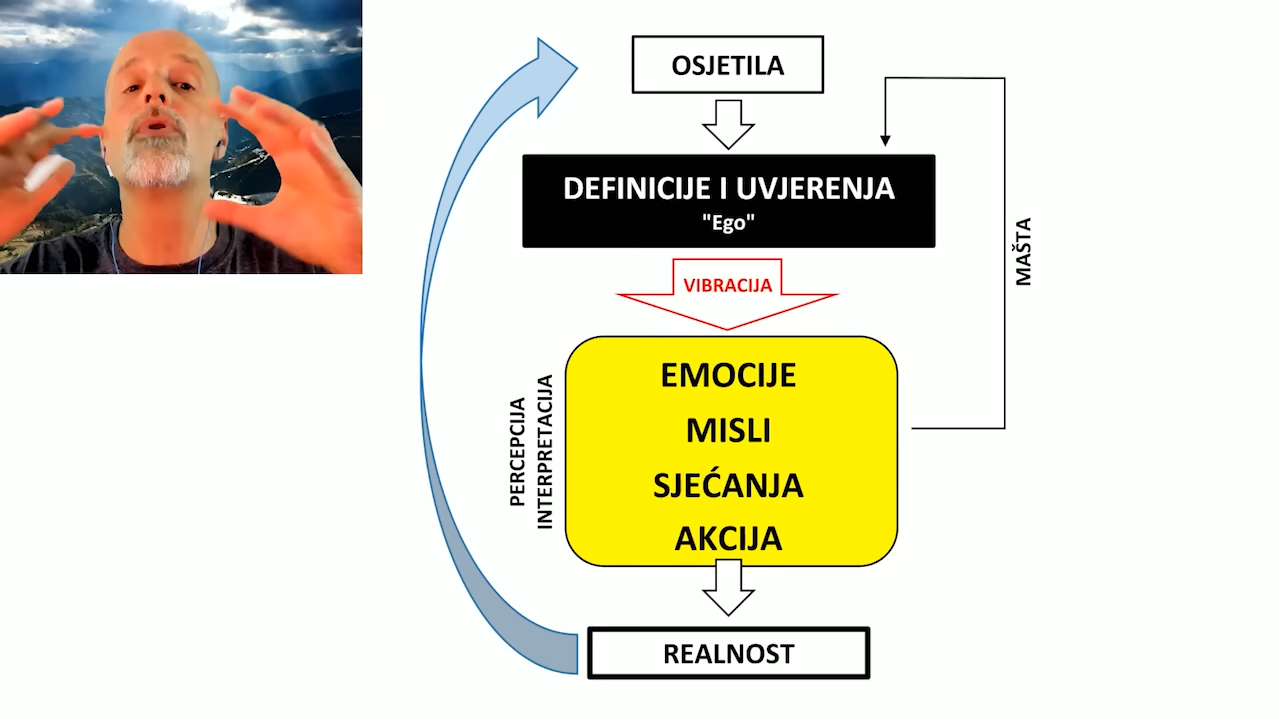 OSJETILA
DEFINICIJE I UVJERENJA
"Ego"
VIBRACIJA
MAŠTA
PERCEPCIJA
INTERPRETACIJA
EMOCIJE
MISLI
SJEĆANJA
AKCIJA
REALNOST